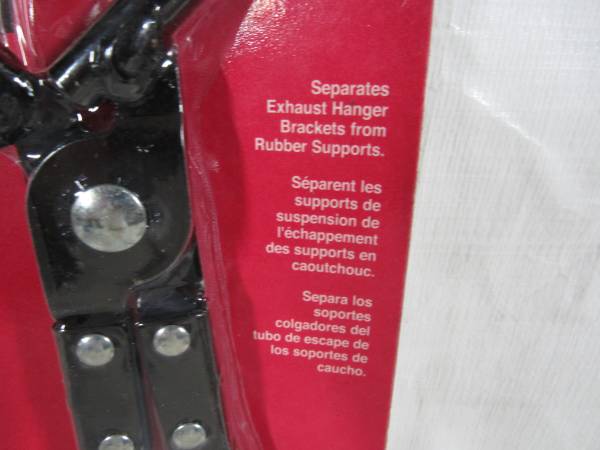 Separates
Exhaust Hanger
Brackets from
Rubber Supports.
Séparent les
supports de
suspension de
l'échappement
des supports en
caoutchouc.
Separa los
soportes
colgadores del
tubo de escape de
los soportes de
caucho.